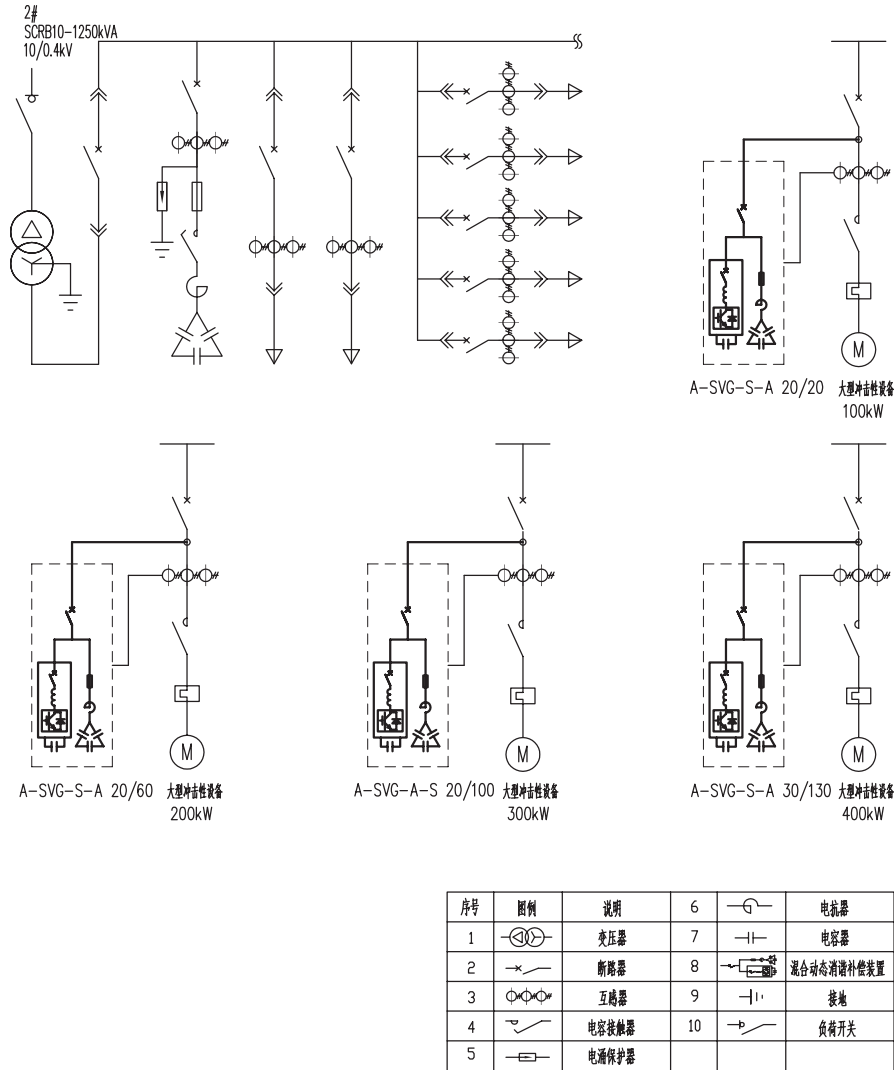 2#
SCRB10-1250kVA
10/0.4kV
M
A-SVG-S-A 20/20 大型冲击性设备
100kW
M
A-SVG-S-A 20/60 大型冲击性设备
200kW
M
A-SVG-A-S 20/100 大型冲击性设备
300kW
M
A-SVG-S-A 30/130 大型冲击性设备
400kW
序号 图例 说明 6 电抗器
1 变压器 7 电容器
2 断路器 8 混合动态消谐补偿装置
3 互感器 9 接地
4 电容接触器 10 负荷开关
5 电涌保护器